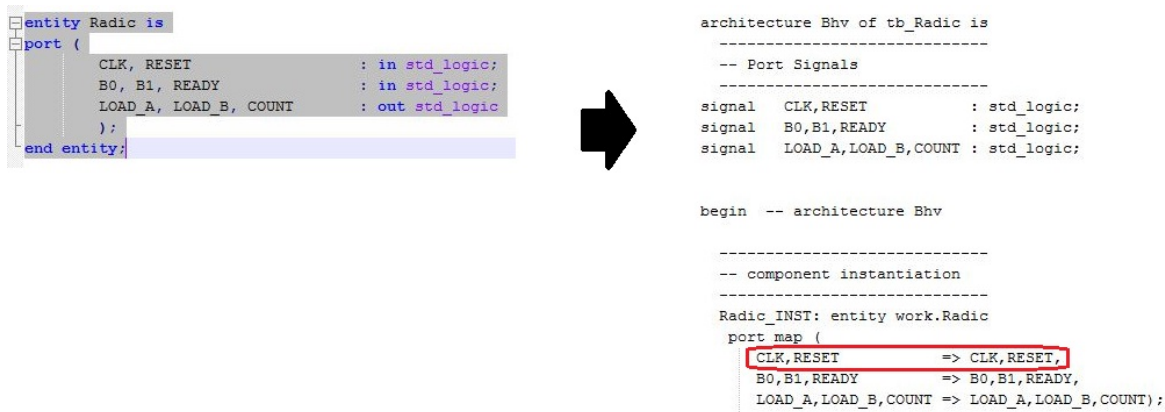 entity Radic is
port (
CLK, RESET : in std_logic;
B0, B1, READY : in std_logic;
LOAD_A, LOAD_B, COUNT : out std_logic
);
end entity;
architecture Bhv of tb_Radic is
-----------------------------
-- Port Signals
-----------------------------
signal CLK,RESET : std_logic;
signal B0,B1,READY : std_logic;
signal LOAD_A,LOAD_B,COUNT : std_logic;
begin -- architecture Bhv
-----------------------------
-- component instantiation
-----------------------------
Radic_INST: entity work.Radic
port map (
CLK,RESET => CLK,RESET,
B0,B1,READY => B0,B1,READY,
LOAD_A,LOAD_B,COUNT => LOAD_A,LOAD_B,COUNT);